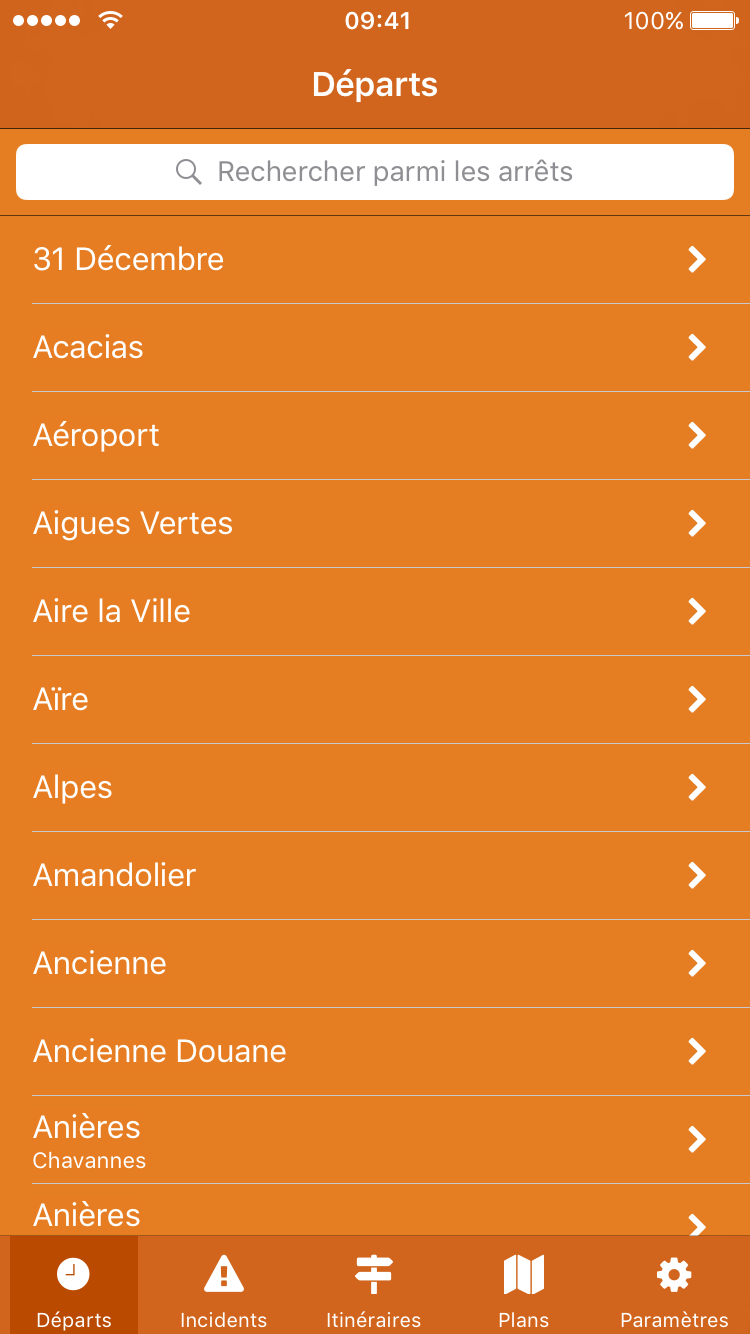 09:41
100%
Départs
Rechercher parmi les arrêts
31 Décembre
Acacias
Aéroport
Aigues Vertes
Aire la Ville
Aïre
Alpes
Amandolier
Ancienne
Ancienne Douane
Anières
Chavannes
Anières
Départs
Incidents
Itinéraires
Plans
Paramètres